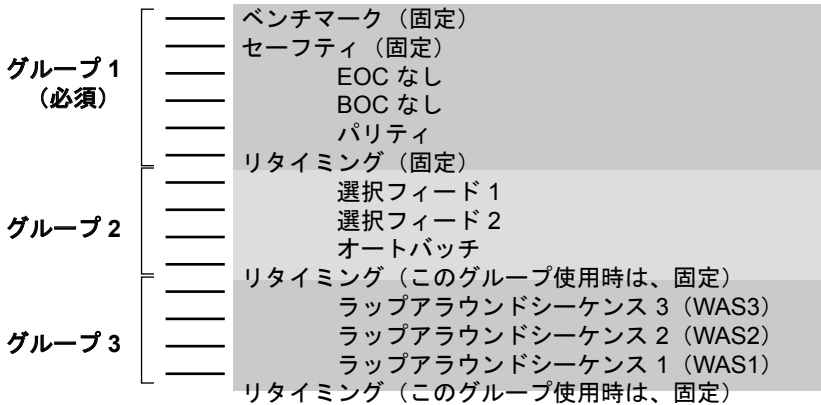 ベンチマーク（固定）
セーフティ（固定）
グループ 1
（必須）
EOC なし
BOC なし
パリティ
リタイミング（固定）
グループ 2
選択フィード 1
選択フィード 2
オートバッチ
リタイミング（このグループ使用時は、固定）
グループ 3
ラップアラウンドシーケンス 3（WAS3）
ラップアラウンドシーケンス 2（WAS2）
ラップアラウンドシーケンス 1（WAS1）
リタイミング（このグループ使用時は、固定）